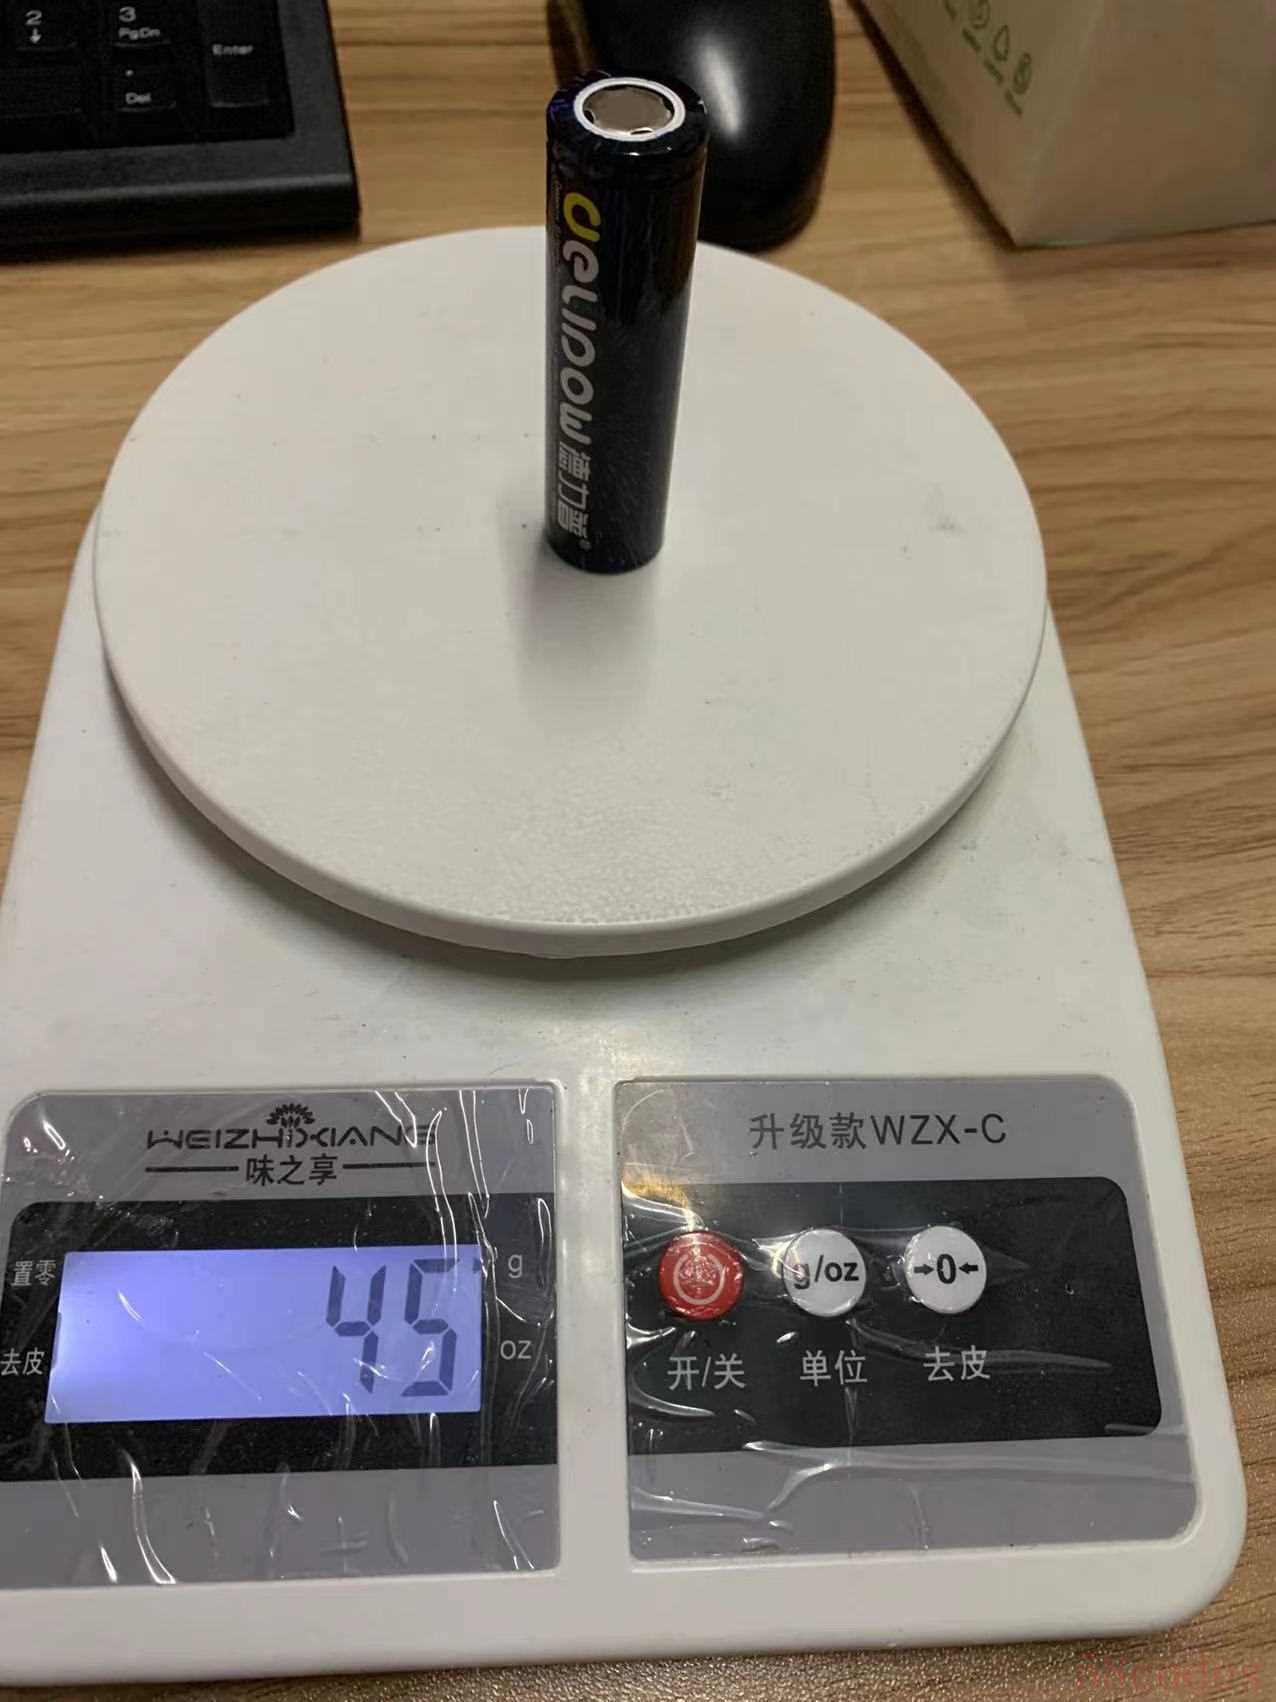 2
3
PgDn
Enter
Del
Delipow 德力普®
WEIZHIXIANG
味之享
升级款WZX-C
置零
45
g
去皮
oz
g/oz
→0←
开/关
单位
去皮